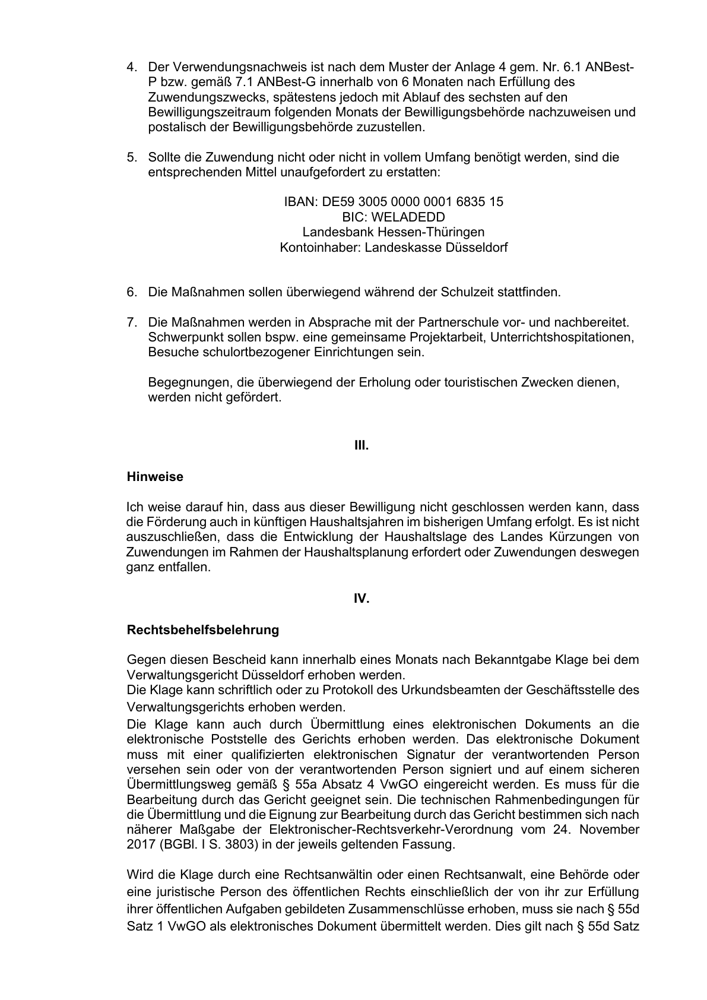 4. Der Verwendungsnachweis ist nach dem Muster der Anlage 4 gem. Nr. 6.1 ANBest-
P bzw. gemäß 7.1 ANBest-G innerhalb von 6 Monaten nach Erfüllung des
Zuwendungszwecks, spätestens jedoch mit Ablauf des sechsten auf den
Bewilligungszeitraum folgenden Monats der Bewilligungsbehörde nachzuweisen und
postalisch der Bewilligungsbehörde zuzustellen.
5. Sollte die Zuwendung nicht oder nicht in vollem Umfang benötigt werden, sind die
entsprechenden Mittel unaufgefordert zu erstatten:
IBAN: DE59 3005 0000 0001 6835 15
BIC: WELADEDD
Landesbank Hessen-Thüringen
Kontoinhaber: Landeskasse Düsseldorf
6. Die Maßnahmen sollen überwiegend während der Schulzeit stattfinden.
7. Die Maßnahmen werden in Absprache mit der Partnerschule vor- und nachbereitet.
Schwerpunkt sollen bspw. eine gemeinsame Projektarbeit, Unterrichtshospitationen,
Besuche schulortbezogener Einrichtungen sein.
Begegnungen, die überwiegend der Erholung oder touristischen Zwecken dienen,
werden nicht gefördert.
III.
Hinweise
Ich weise darauf hin, dass aus dieser Bewilligung nicht geschlossen werden kann, dass
die Förderung auch in künftigen Haushaltsjahren im bisherigen Umfang erfolgt. Es ist nicht
auszuschließen, dass die Entwicklung der Haushaltslage des Landes Kürzungen von
Zuwendungen im Rahmen der Haushaltsplanung erfordert oder Zuwendungen deswegen
ganz entfallen.
IV.
Rechtsbehelfsbelehrung
Gegen diesen Bescheid kann innerhalb eines Monats nach Bekanntgabe Klage bei dem
Verwaltungsgericht Düsseldorf erhoben werden.
Die Klage kann schriftlich oder zu Protokoll des Urkundsbeamten der Geschäftsstelle des
Verwaltungsgerichts erhoben werden.
Die Klage kann auch durch Übermittlung eines elektronischen Dokuments an die
elektronische Poststelle des Gerichts erhoben werden. Das elektronische Dokument
muss mit einer qualifizierten elektronischen Signatur der verantwortenden Person
versehen sein oder von der verantwortenden Person signiert und auf einem sicheren
Übermittlungsweg gemäß § 55a Absatz 4 VwGO eingereicht werden. Es muss für die
Bearbeitung durch das Gericht geeignet sein. Die technischen Rahmenbedingungen für
die Übermittlung und die Eignung zur Bearbeitung durch das Gericht bestimmen sich nach
näherer Maßgabe der Elektronischer-Rechtsverkehr-Verordnung vom 24. November
2017 (BGBl. I S. 3803) in der jeweils geltenden Fassung.
Wird die Klage durch eine Rechtsanwältin oder einen Rechtsanwalt, eine Behörde oder
eine juristische Person des öffentlichen Rechts einschließlich der von ihr zur Erfüllung
ihrer öffentlichen Aufgaben gebildeten Zusammenschlüsse erhoben, muss sie nach § 55d
Satz 1 VwGO als elektronisches Dokument übermittelt werden. Dies gilt nach § 55d Satz